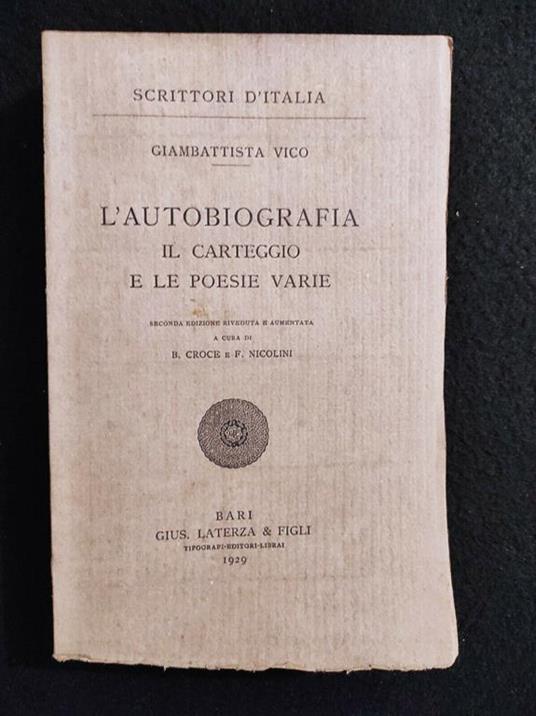 SCRITTORI D'ITALIA
GIAMBATTISTA VICO
L'AUTOBIOGRAFIA
IL CARTEGGIO
E LE POESIE VARIE
SECONDA EDIZIONE RIVEDUTA E AUMENTATA
A CURA DI
B. CROCE E F. NICOLINI
BARI
GIUS. LATERZA & FIGLI
TIPOGRAFI-EDITORI-LIBRAI
1929